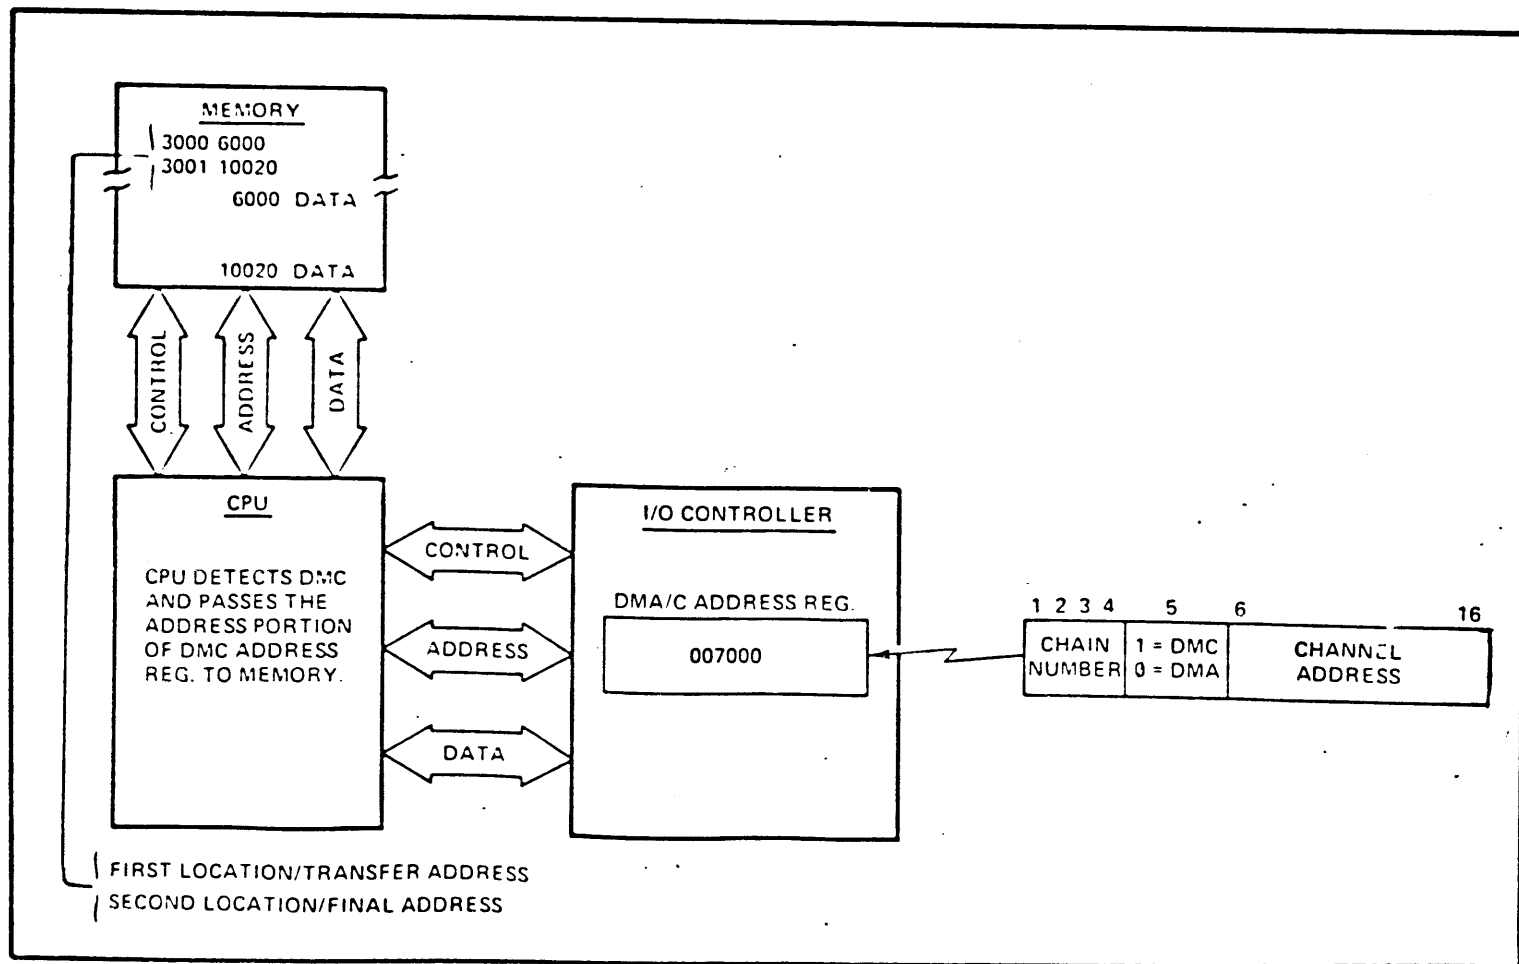 MEMORY
3000 6000
3001 10020
6000 DATA
10020 DATA
CONTROL
ADDRESS
DATA
CPU
CPU DETECTS DMC
AND PASSES THE
ADDRESS PORTION
OF DMC ADDRESS
REG. TO MEMORY.
CONTROL
ADDRESS
DATA
I/O CONTROLLER
DMA/C ADDRESS REG.
007000
1 2 3 4 5 6 16
CHAIN
NUMBER
1 = DMC
0 = DMA
CHANNEL
ADDRESS
FIRST LOCATION/TRANSFER ADDRESS
SECOND LOCATION/FINAL ADDRESS